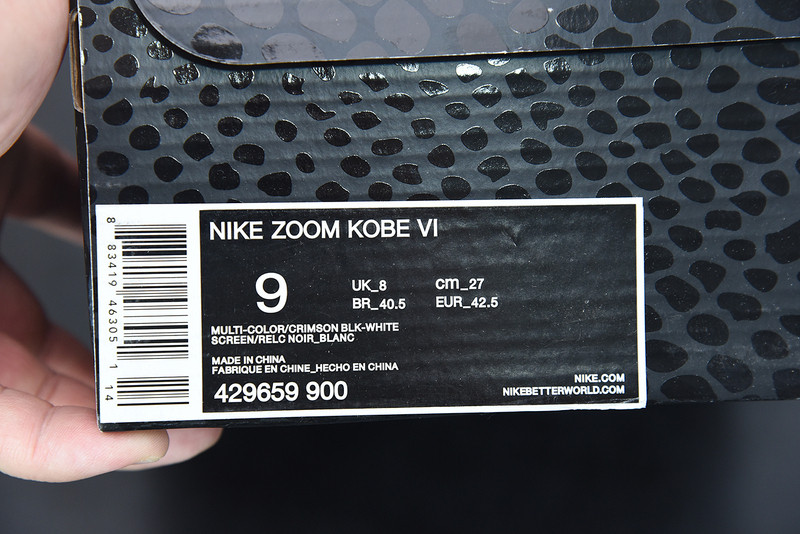 NIKE ZOOM KOBE VI
9
UK_8 cm_27
BR_40.5 EUR_42.5
MULTI-COLOR/CRIMSON BLK-WHITE
SCREEN/RELC NOIR_BLANC
MADE IN CHINA
FABRIQUE EN CHINE_HECHO EN CHINA
429659 900
NIKE.COM
NIKEBETTERWORLD.COM
8 83419 46305 1 14